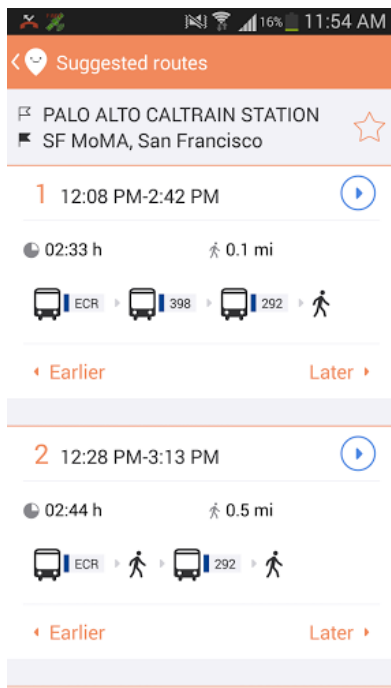 16% 11:54 AM
Suggested routes
PALO ALTO CALTRAIN STATION
SF MoMA, San Francisco
1 12:08 PM-2:42 PM
02:33 h 0.1 mi
ECR 398 292
Earlier Later
2 12:28 PM-3:13 PM
02:44 h 0.5 mi
ECR 292
Earlier Later